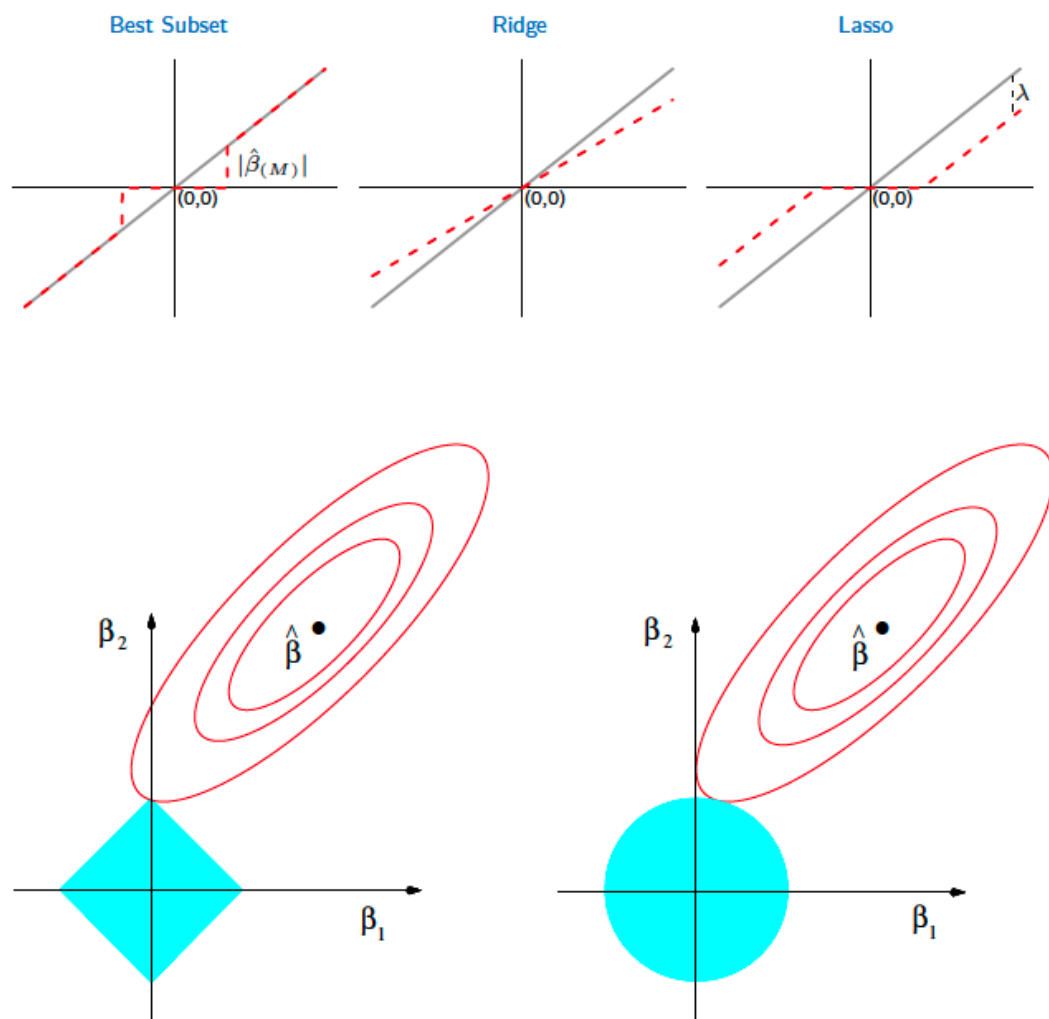 Best Subset
Ridge
Lasso
|β̂(M)|
(0,0)
(0,0)
λ
(0,0)
β₂
β̂
β₁
β₂
β̂
β₁